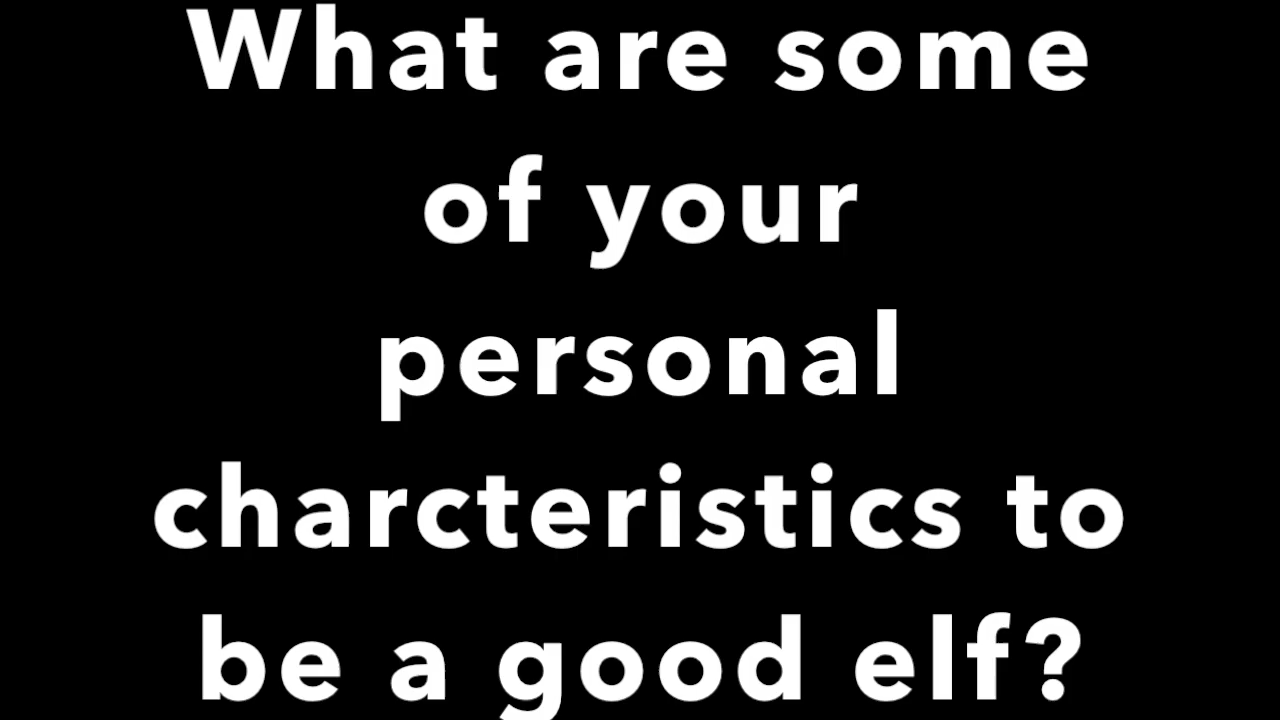 What are some
of your
personal
charcteristics to
be a good elf?